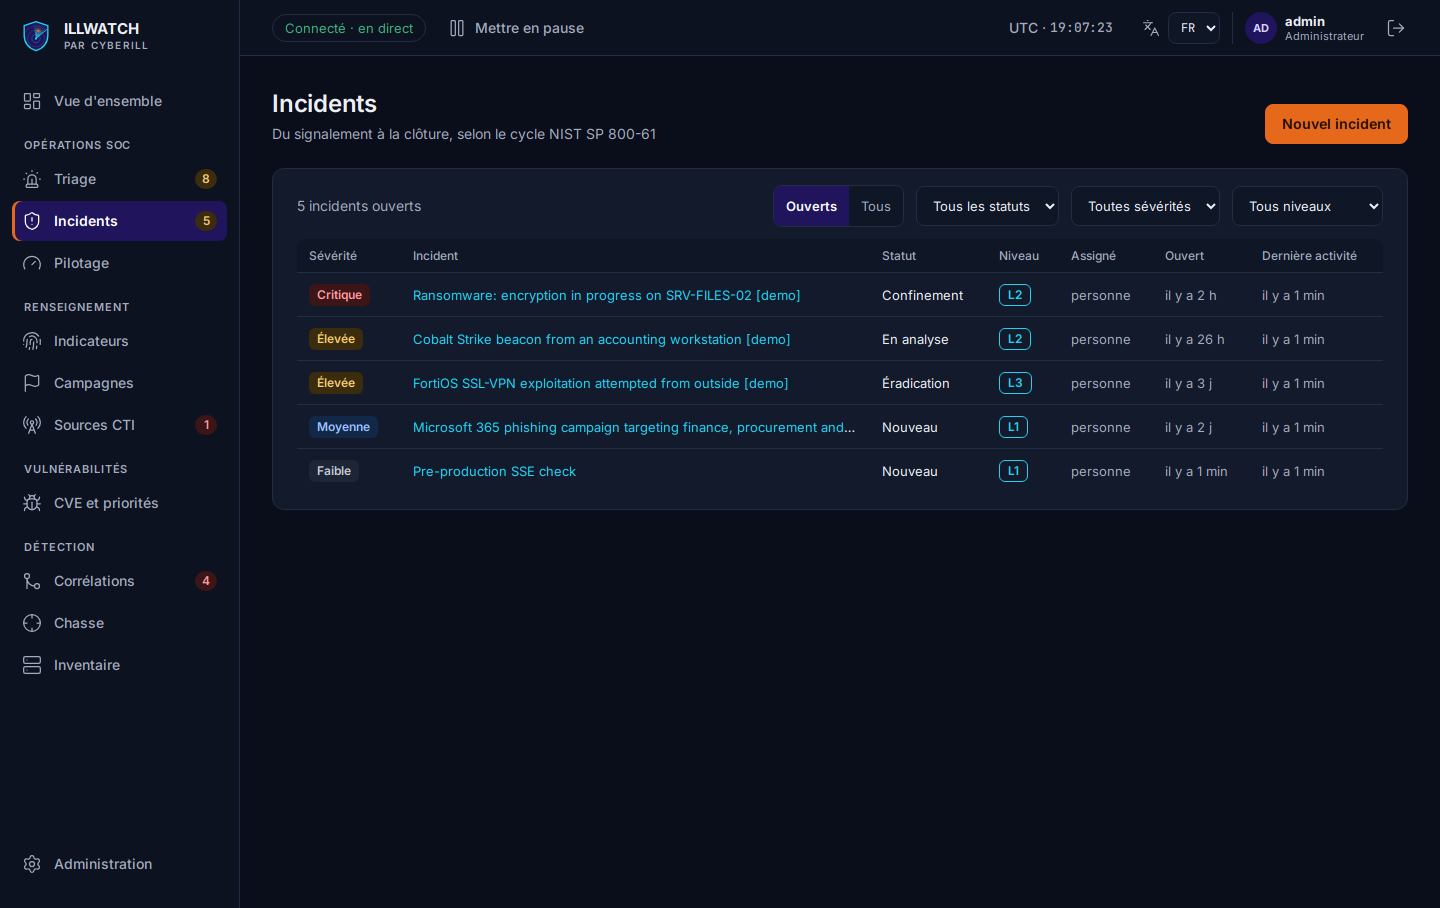 ILLWATCH
PAR CYBERILL
Connecté · en direct
Mettre en pause
UTC · 19:07:23
FR
AD
admin
Administrateur
Vue d'ensemble
OPÉRATIONS SOC
Triage 8
Incidents 5
Pilotage
RENSEIGNEMENT
Indicateurs
Campagnes
Sources CTI 1
VULNÉRABILITÉS
CVE et priorités
DÉTECTION
Corrélations 4
Chasse
Inventaire
Administration
Incidents
Du signalement à la clôture, selon le cycle NIST SP 800-61
Nouvel incident
5 incidents ouverts
Ouverts Tous Tous les statuts Toutes sévérités Tous niveaux
Sévérité Incident Statut Niveau Assigné Ouvert Dernière activité
Critique Ransomware: encryption in progress on SRV-FILES-02 [demo] Confinement L2 personne il y a 2 h il y a 1 min
Élevée Cobalt Strike beacon from an accounting workstation [demo] En analyse L2 personne il y a 26 h il y a 1 min
Élevée FortiOS SSL-VPN exploitation attempted from outside [demo] Éradication L3 personne il y a 3 j il y a 1 min
Moyenne Microsoft 365 phishing campaign targeting finance, procurement and... Nouveau L1 personne il y a 2 j il y a 1 min
Faible Pre-production SSE check Nouveau L1 personne il y a 1 min il y a 1 min